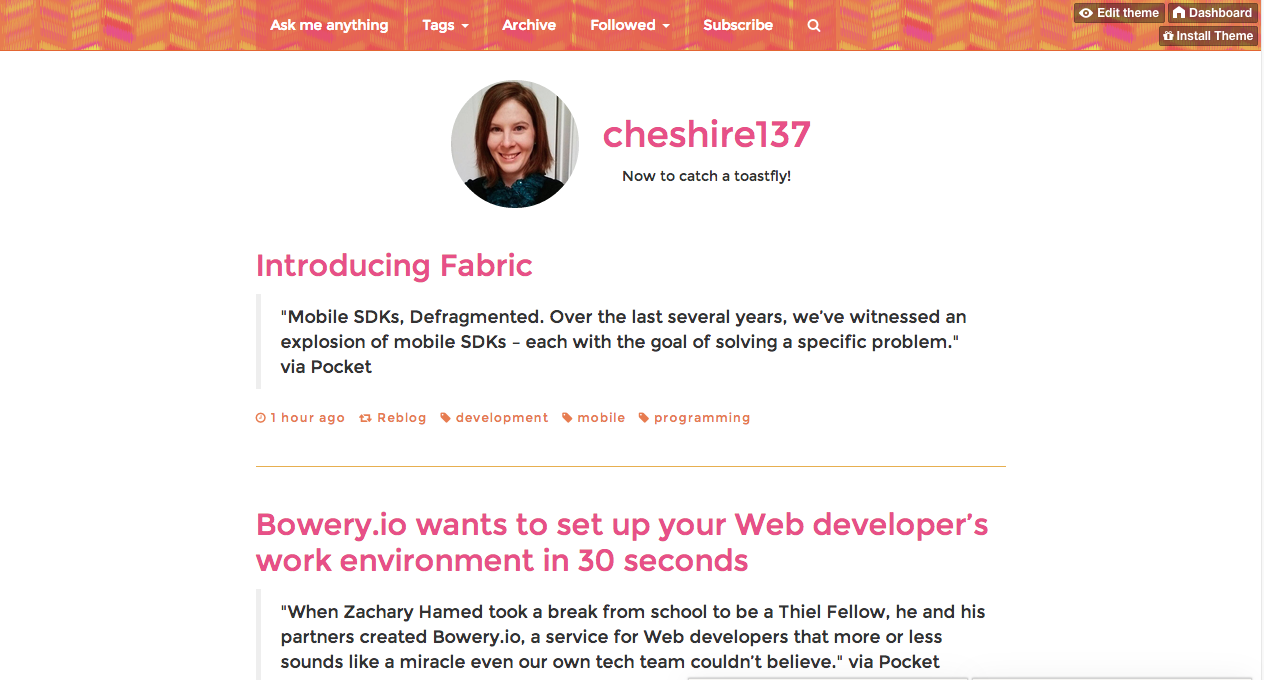 Ask me anything Tags Archive Followed Subscribe
Edit theme Dashboard
Install Theme
cheshire137
Now to catch a toastfly!
Introducing Fabric
"Mobile SDKs, Defragmented. Over the last several years, we’ve witnessed an
explosion of mobile SDKs – each with the goal of solving a specific problem."
via Pocket
1 hour ago Reblog development mobile programming
Bowery.io wants to set up your Web developer’s
work environment in 30 seconds
"When Zachary Hamed took a break from school to be a Thiel Fellow, he and his
partners created Bowery.io, a service for Web developers that more or less
sounds like a miracle even our own tech team couldn’t believe." via Pocket